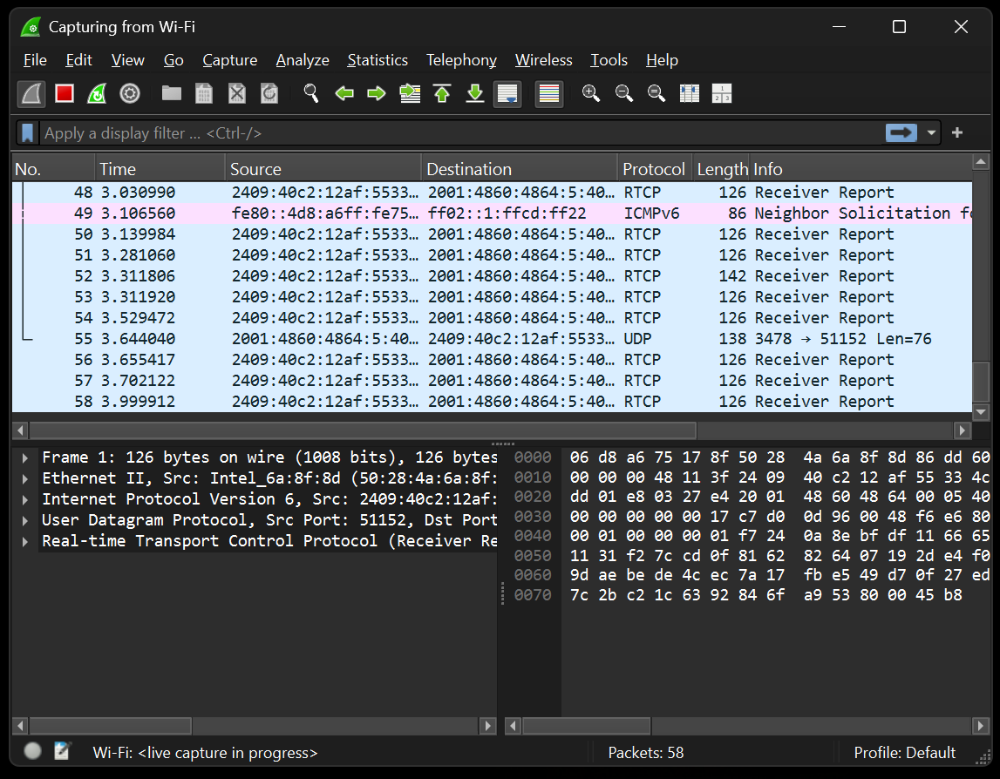 Capturing from Wi-Fi
File Edit View Go Capture Analyze Statistics Telephony Wireless Tools Help
Apply a display filter ... <Ctrl-/>
No. Time Source Destination Protocol Length Info
48 3.030990 2409:40c2:12af:5533… 2001:4860:4864:5:40… RTCP 126 Receiver Report
49 3.106560 fe80::4d8:a6ff:fe75… ff02::1:ffcd:ff22 ICMPv6 86 Neighbor Solicitation fo
50 3.139984 2409:40c2:12af:5533… 2001:4860:4864:5:40… RTCP 126 Receiver Report
51 3.281060 2409:40c2:12af:5533… 2001:4860:4864:5:40… RTCP 126 Receiver Report
52 3.311806 2409:40c2:12af:5533… 2001:4860:4864:5:40… RTCP 142 Receiver Report
53 3.311920 2409:40c2:12af:5533… 2001:4860:4864:5:40… RTCP 126 Receiver Report
54 3.529472 2409:40c2:12af:5533… 2001:4860:4864:5:40… RTCP 126 Receiver Report
55 3.644040 2001:4860:4864:5:40… 2409:40c2:12af:5533… UDP 138 3478 → 51152 Len=76
56 3.655417 2409:40c2:12af:5533… 2001:4860:4864:5:40… RTCP 126 Receiver Report
57 3.702122 2409:40c2:12af:5533… 2001:4860:4864:5:40… RTCP 126 Receiver Report
58 3.999912 2409:40c2:12af:5533… 2001:4860:4864:5:40… RTCP 126 Receiver Report
Frame 1: 126 bytes on wire (1008 bits), 126 bytes
Ethernet II, Src: Intel_6a:8f:8d (50:28:4a:6a:8f:
Internet Protocol Version 6, Src: 2409:40c2:12af:
User Datagram Protocol, Src Port: 51152, Dst Port
Real-time Transport Control Protocol (Receiver Re
0000 06 d8 a6 75 17 8f 50 28 4a 6a 8f 8d 86 dd 60
0010 00 00 00 48 11 3f 24 09 40 c2 12 af 55 33 4c
0020 dd 01 e8 03 27 e4 20 01 48 60 48 64 00 05 40
0030 00 00 00 00 00 17 c7 d0 0d 96 00 48 f6 e6 80
0040 00 01 00 00 00 01 f7 24 0a 8e bf df 11 66 65
0050 11 31 f2 7c cd 0f 81 62 82 64 07 19 2d e4 f0
0060 9d ae be de 4c ec 7a 17 fb e5 49 d7 0f 27 ed
0070 7c 2b c2 1c 63 92 84 6f a9 53 80 00 45 b8
Wi-Fi: <live capture in progress> Packets: 58 Profile: Default